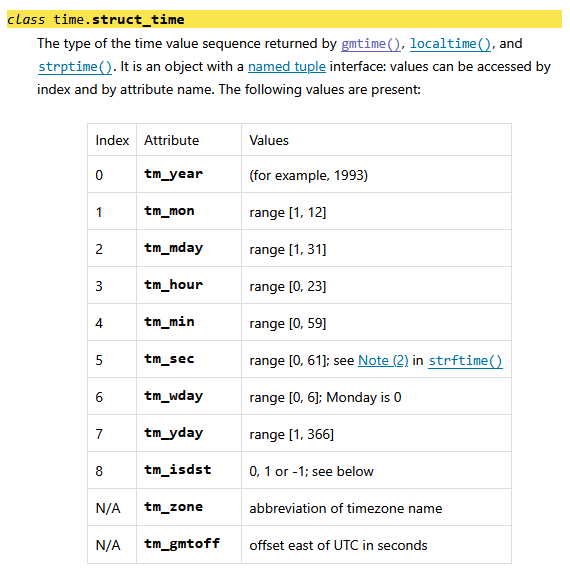 class time.struct_time
The type of the time value sequence returned by gmtime(), localtime(), and
strptime(). It is an object with a named tuple interface: values can be accessed by
index and by attribute name. The following values are present:
Index Attribute Values
0 tm_year (for example, 1993)
1 tm_mon range [1, 12]
2 tm_mday range [1, 31]
3 tm_hour range [0, 23]
4 tm_min range [0, 59]
5 tm_sec range [0, 61]; see Note (2) in strftime()
6 tm_wday range [0, 6]; Monday is 0
7 tm_yday range [1, 366]
8 tm_isdst 0, 1 or -1; see below
N/A tm_zone abbreviation of timezone name
N/A tm_gmtoff offset east of UTC in seconds